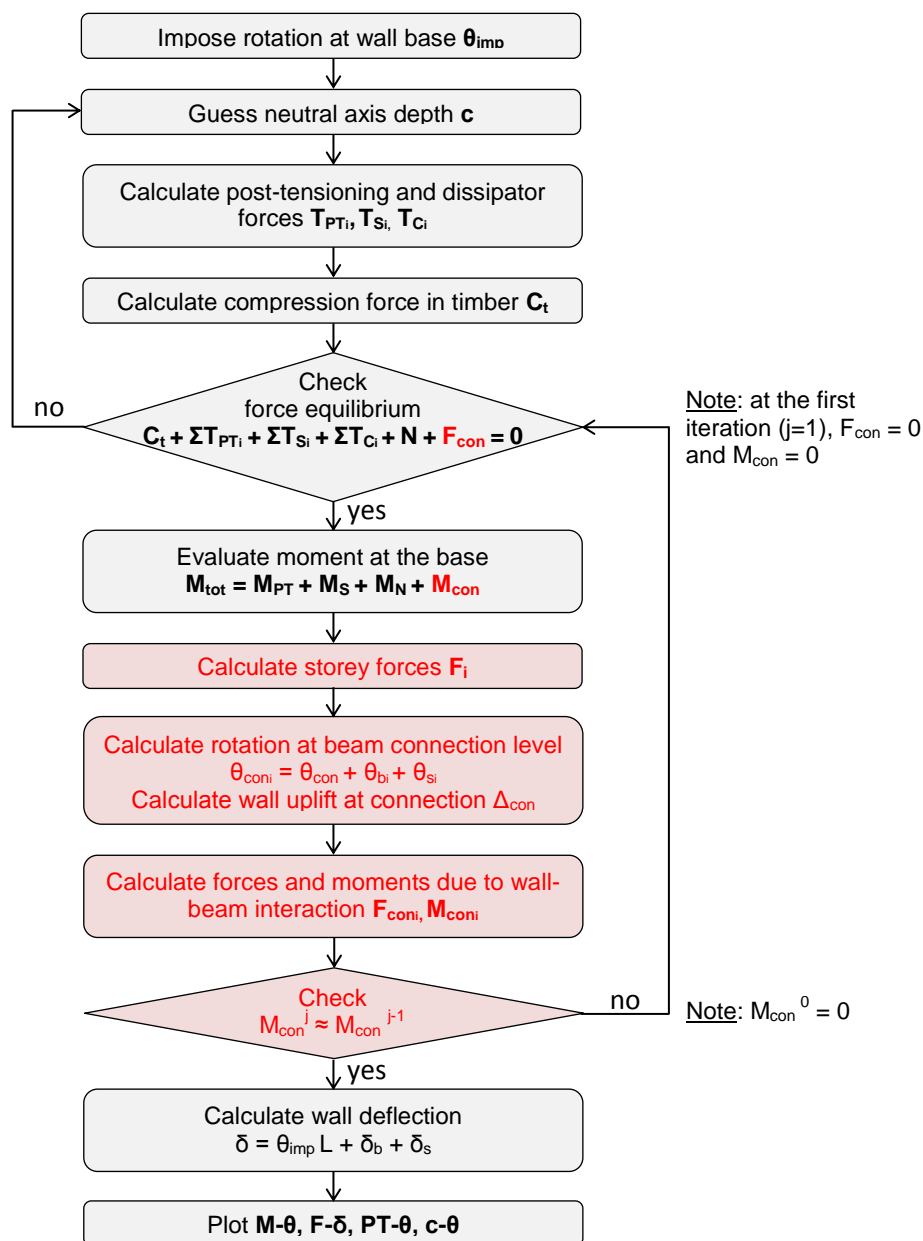 Impose rotation at wall base θimp
Guess neutral axis depth c
Calculate post-tensioning and dissipator
forces TPTi, TSi, TCi
Calculate compression force in timber Ct
Check
force equilibrium
Ct + ΣTPTi + ΣTSi + ΣTCi + N + Fcon = 0
no
Note: at the first
iteration (j=1), Fcon = 0
and Mcon = 0
yes
Evaluate moment at the base
Mtot = MPT + MS + MN + Mcon
Calculate storey forces Fi
Calculate rotation at beam connection level
θconi = θcon + θbi + θsi
Calculate wall uplift at connection Δcon
Calculate forces and moments due to wall-
beam interaction Fconi, Mconi
Check
Mcon^j ≈ Mcon^j-1
no
Note: Mcon^0 = 0
yes
Calculate wall deflection
δ = θimp L + δb + δs
Plot M-θ, F-δ, PT-θ, c-θ